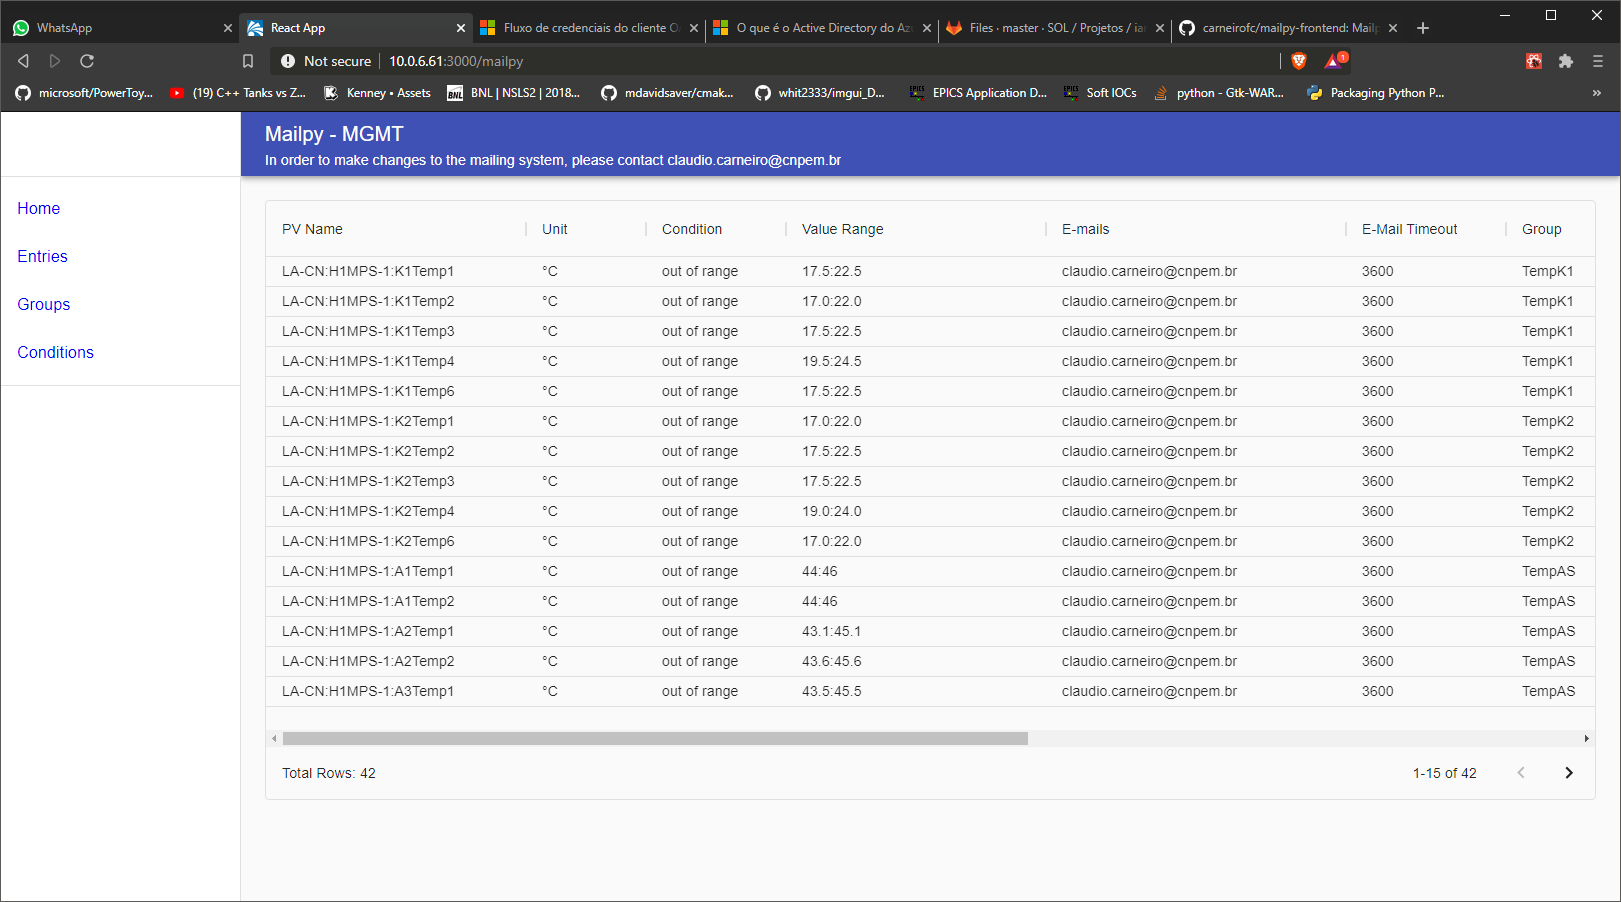 WhatsApp
React App
Fluxo de credenciais do cliente O
O que é o Active Directory do Az
Files · master · SOL / Projetos / iar
carneirofc/mailpy-frontend: Mailp
Not secure
10.0.6.61:3000/mailpy
1
microsoft/PowerToy...
(19) C++ Tanks vs Z...
Kenney • Assets
BNL | NSLS2 | 2018...
mdavidsaver/cmak...
whit2333/imgui_D...
EPICS Application D...
Soft IOCs
python - Gtk-WAR...
Packaging Python P...
»
Mailpy - MGMT
In order to make changes to the mailing system, please contact claudio.carneiro@cnpem.br
Home
Entries
Groups
Conditions
PV Name Unit Condition Value Range E-mails E-Mail Timeout Group
LA-CN:H1MPS-1:K1Temp1 °C out of range 17.5:22.5 claudio.carneiro@cnpem.br 3600 TempK1
LA-CN:H1MPS-1:K1Temp2 °C out of range 17.0:22.0 claudio.carneiro@cnpem.br 3600 TempK1
LA-CN:H1MPS-1:K1Temp3 °C out of range 17.5:22.5 claudio.carneiro@cnpem.br 3600 TempK1
LA-CN:H1MPS-1:K1Temp4 °C out of range 19.5:24.5 claudio.carneiro@cnpem.br 3600 TempK1
LA-CN:H1MPS-1:K1Temp6 °C out of range 17.5:22.5 claudio.carneiro@cnpem.br 3600 TempK1
LA-CN:H1MPS-1:K2Temp1 °C out of range 17.0:22.0 claudio.carneiro@cnpem.br 3600 TempK2
LA-CN:H1MPS-1:K2Temp2 °C out of range 17.5:22.5 claudio.carneiro@cnpem.br 3600 TempK2
LA-CN:H1MPS-1:K2Temp3 °C out of range 17.5:22.5 claudio.carneiro@cnpem.br 3600 TempK2
LA-CN:H1MPS-1:K2Temp4 °C out of range 19.0:24.0 claudio.carneiro@cnpem.br 3600 TempK2
LA-CN:H1MPS-1:K2Temp6 °C out of range 17.0:22.0 claudio.carneiro@cnpem.br 3600 TempK2
LA-CN:H1MPS-1:A1Temp1 °C out of range 44:46 claudio.carneiro@cnpem.br 3600 TempAS
LA-CN:H1MPS-1:A1Temp2 °C out of range 44:46 claudio.carneiro@cnpem.br 3600 TempAS
LA-CN:H1MPS-1:A2Temp1 °C out of range 43.1:45.1 claudio.carneiro@cnpem.br 3600 TempAS
LA-CN:H1MPS-1:A2Temp2 °C out of range 43.6:45.6 claudio.carneiro@cnpem.br 3600 TempAS
LA-CN:H1MPS-1:A3Temp1 °C out of range 43.5:45.5 claudio.carneiro@cnpem.br 3600 TempAS
Total Rows: 42
1-15 of 42